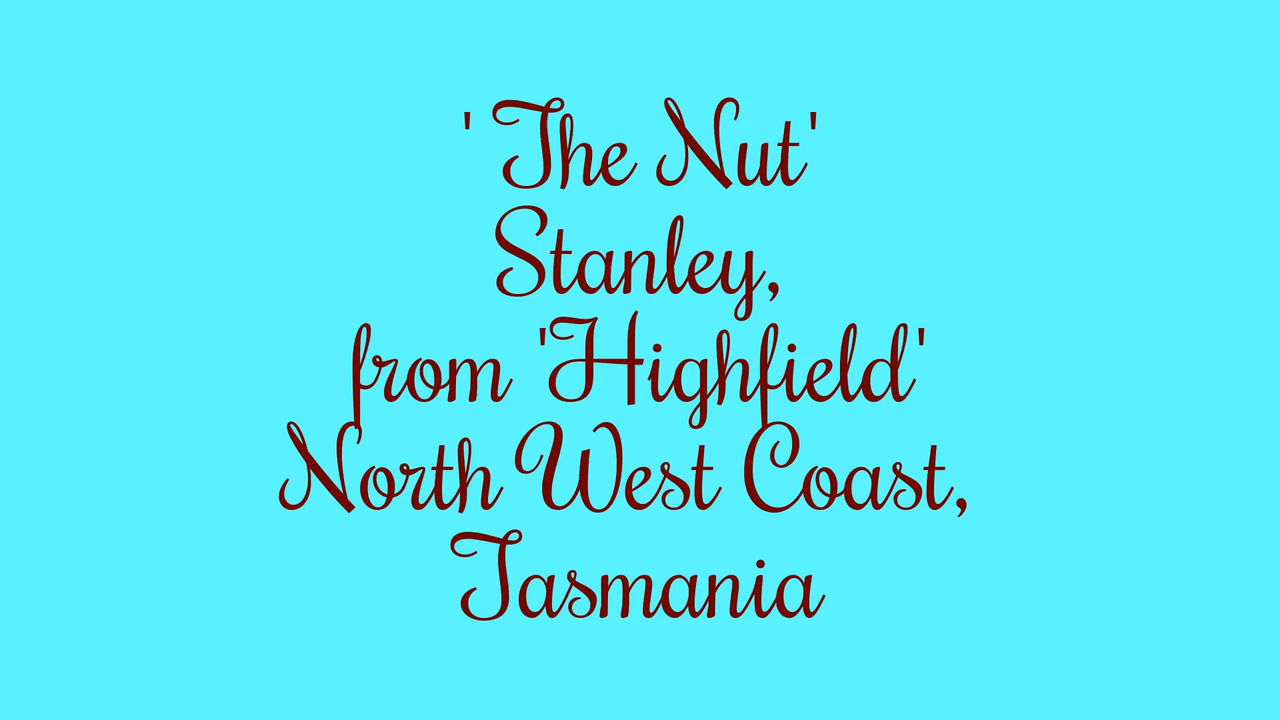 ' The Nut'
Stanley,
from 'Highfield'
North West Coast,
Tasmania